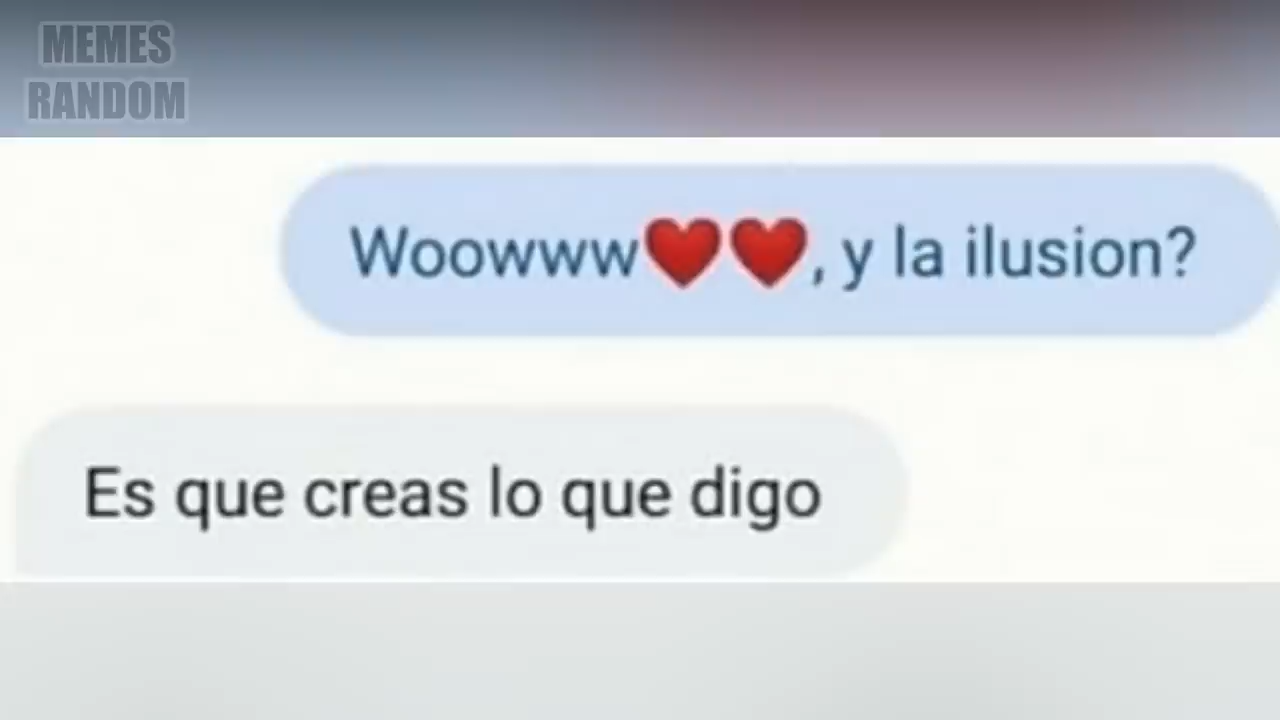 MEMES
RANDOM
Woowww❤️❤️, y la ilusion?
Es que creas lo que digo